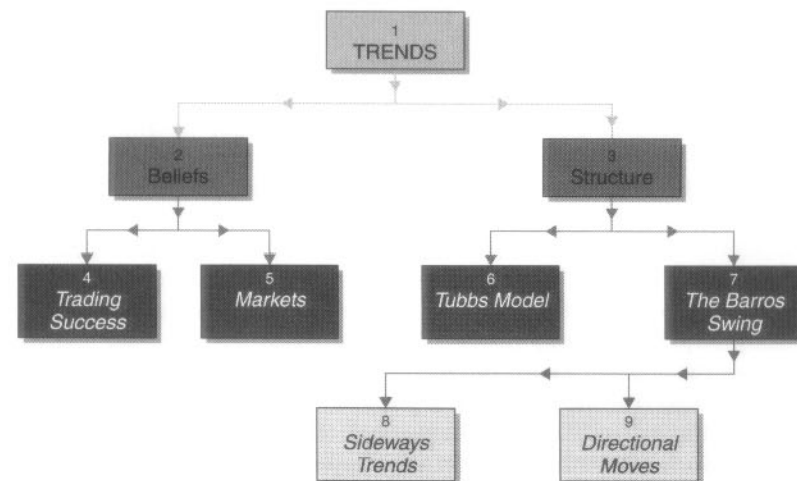 1
TRENDS
2
Beliefs
3
Structure
4
Trading
Success
5
Markets
6
Tubbs Model
7
The Barros
Swing
8
Sideways
Trends
9
Directional
Moves